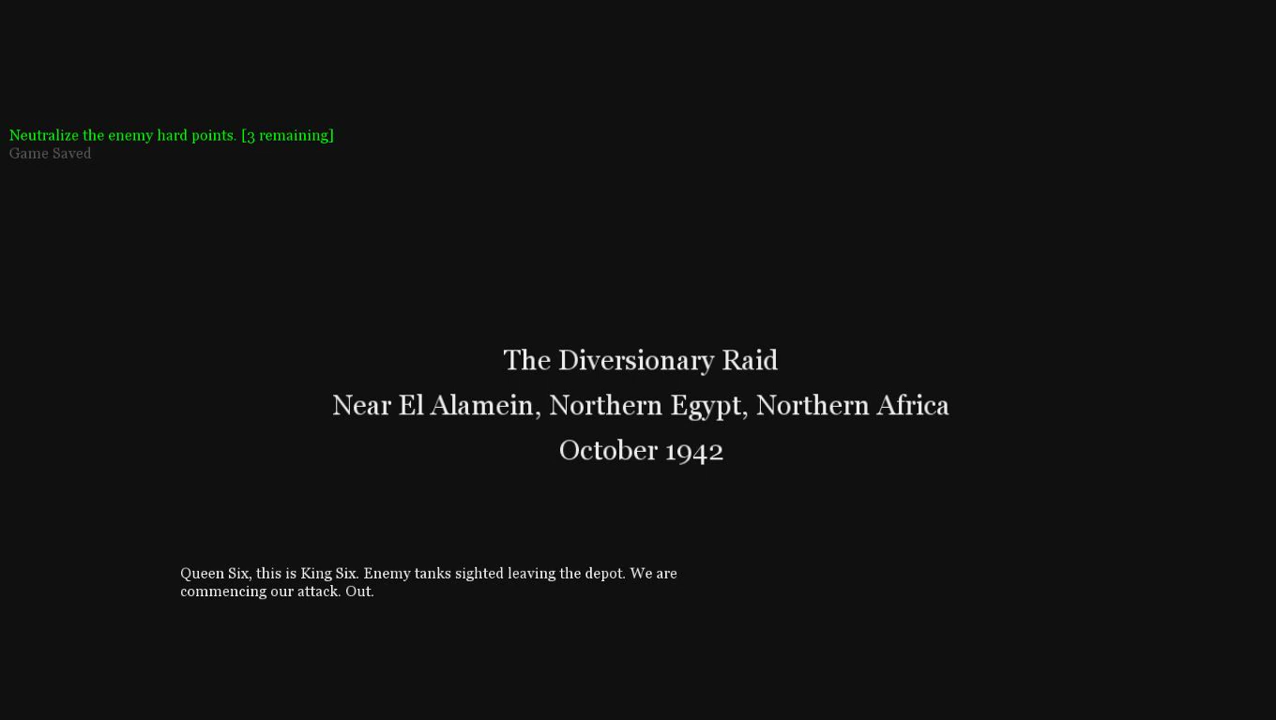 Neutralize the enemy hard points. [3 remaining]
Game Saved
The Diversionary Raid
Near El Alamein, Northern Egypt, Northern Africa
October 1942
Queen Six, this is King Six. Enemy tanks sighted leaving the depot. We are
commencing our attack. Out.